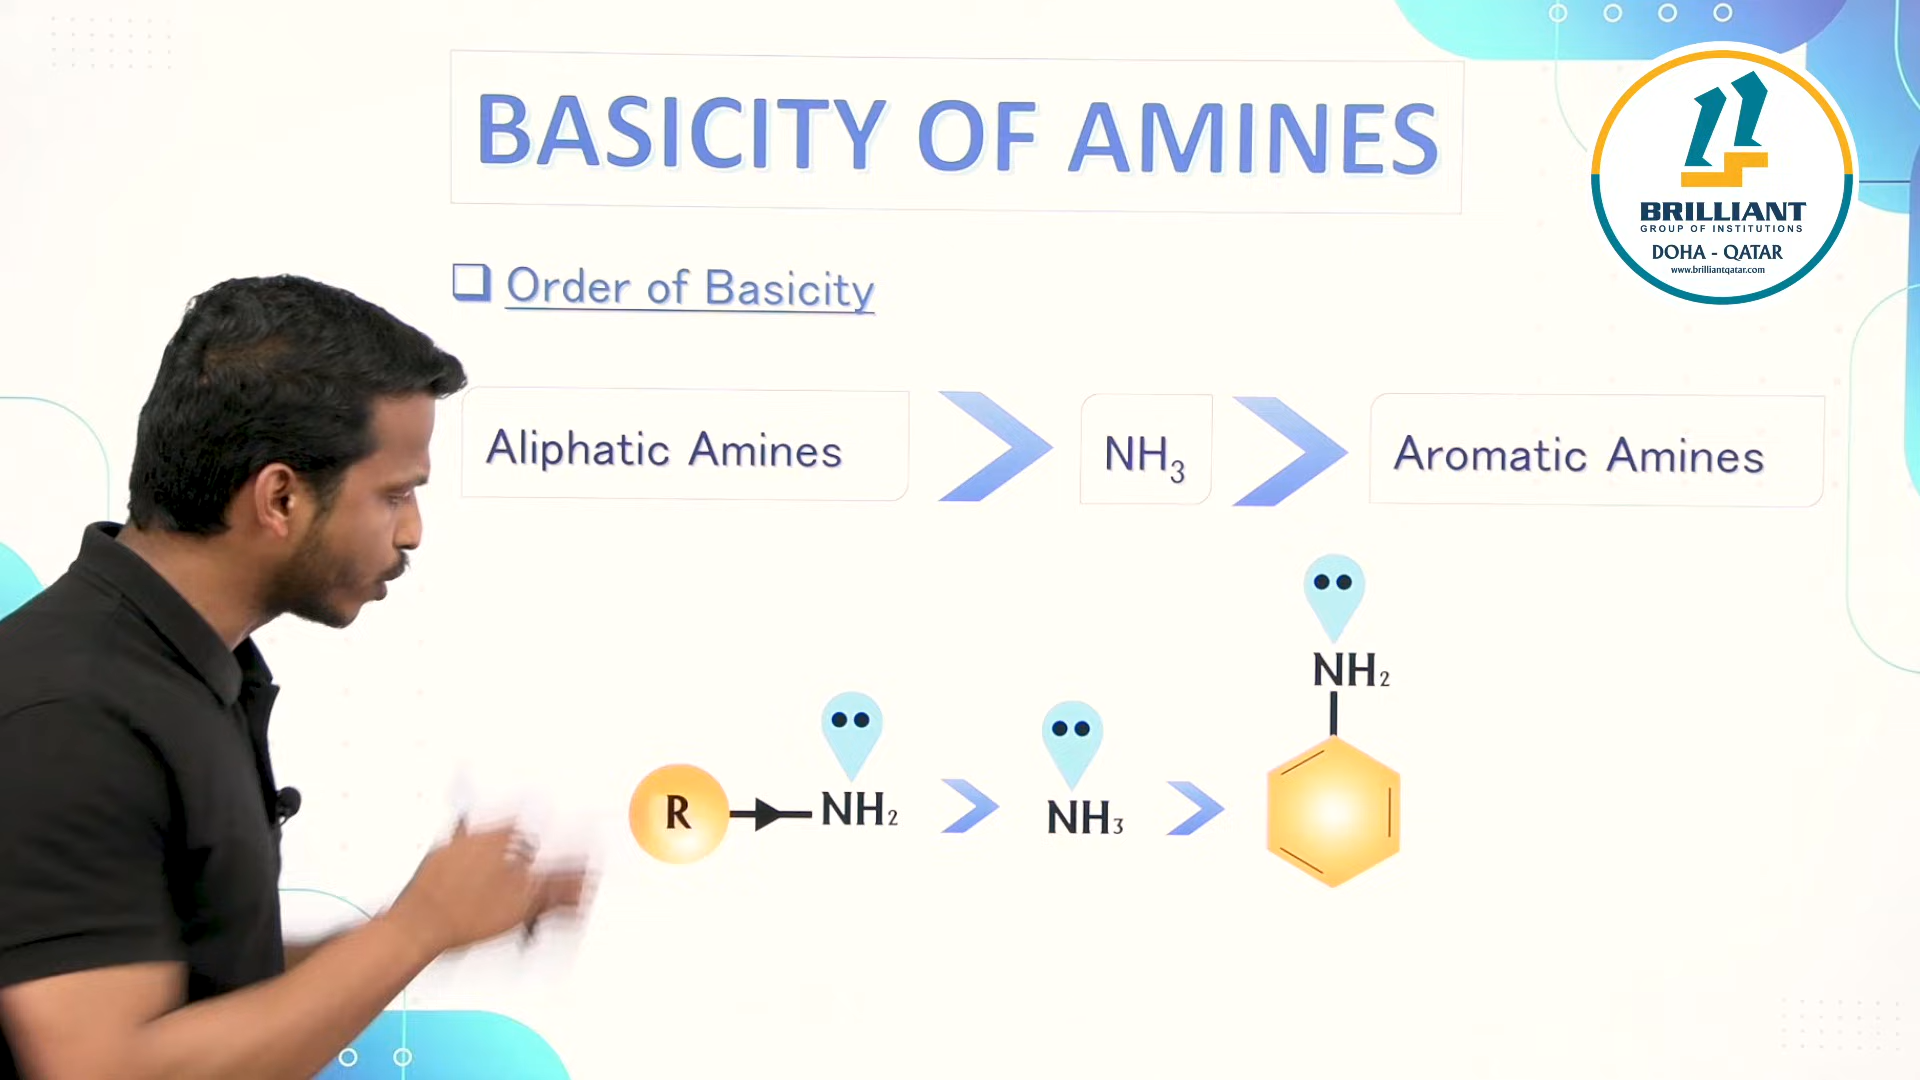 BASICITY OF AMINES
BRILLIANT
GROUP OF INSTITUTIONS
DOHA - QATAR
www.brilliantqatar.com
Order of Basicity
Aliphatic Amines
NH₃
Aromatic Amines
NH₂
R
NH₂
NH₃